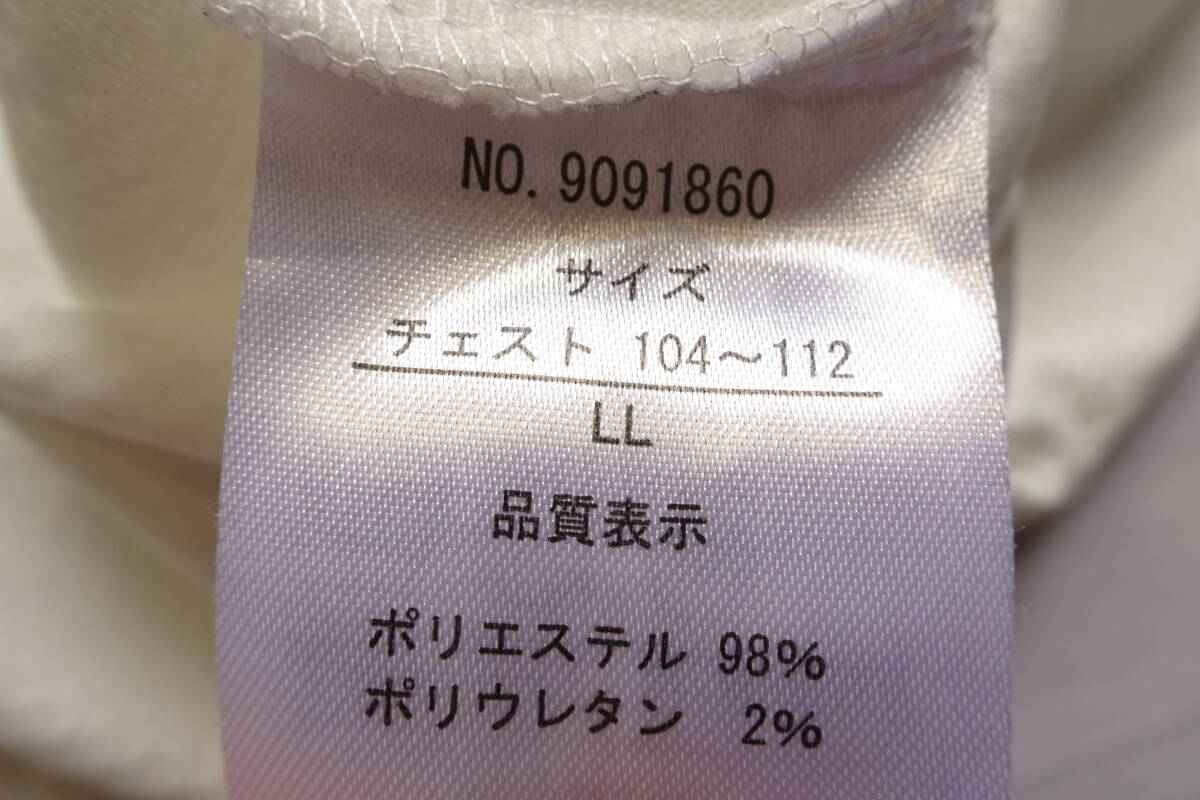 NO. 9091860
サイズ
チェスト 104～112
LL
品質表示
ポリエステル 98%
ポリウレタン 2%